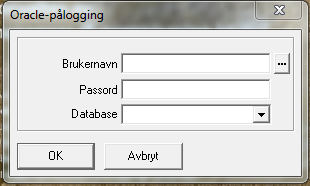 Oracle-pålogging
Brukernavn
...
Passord
Database
OK
Avbryt